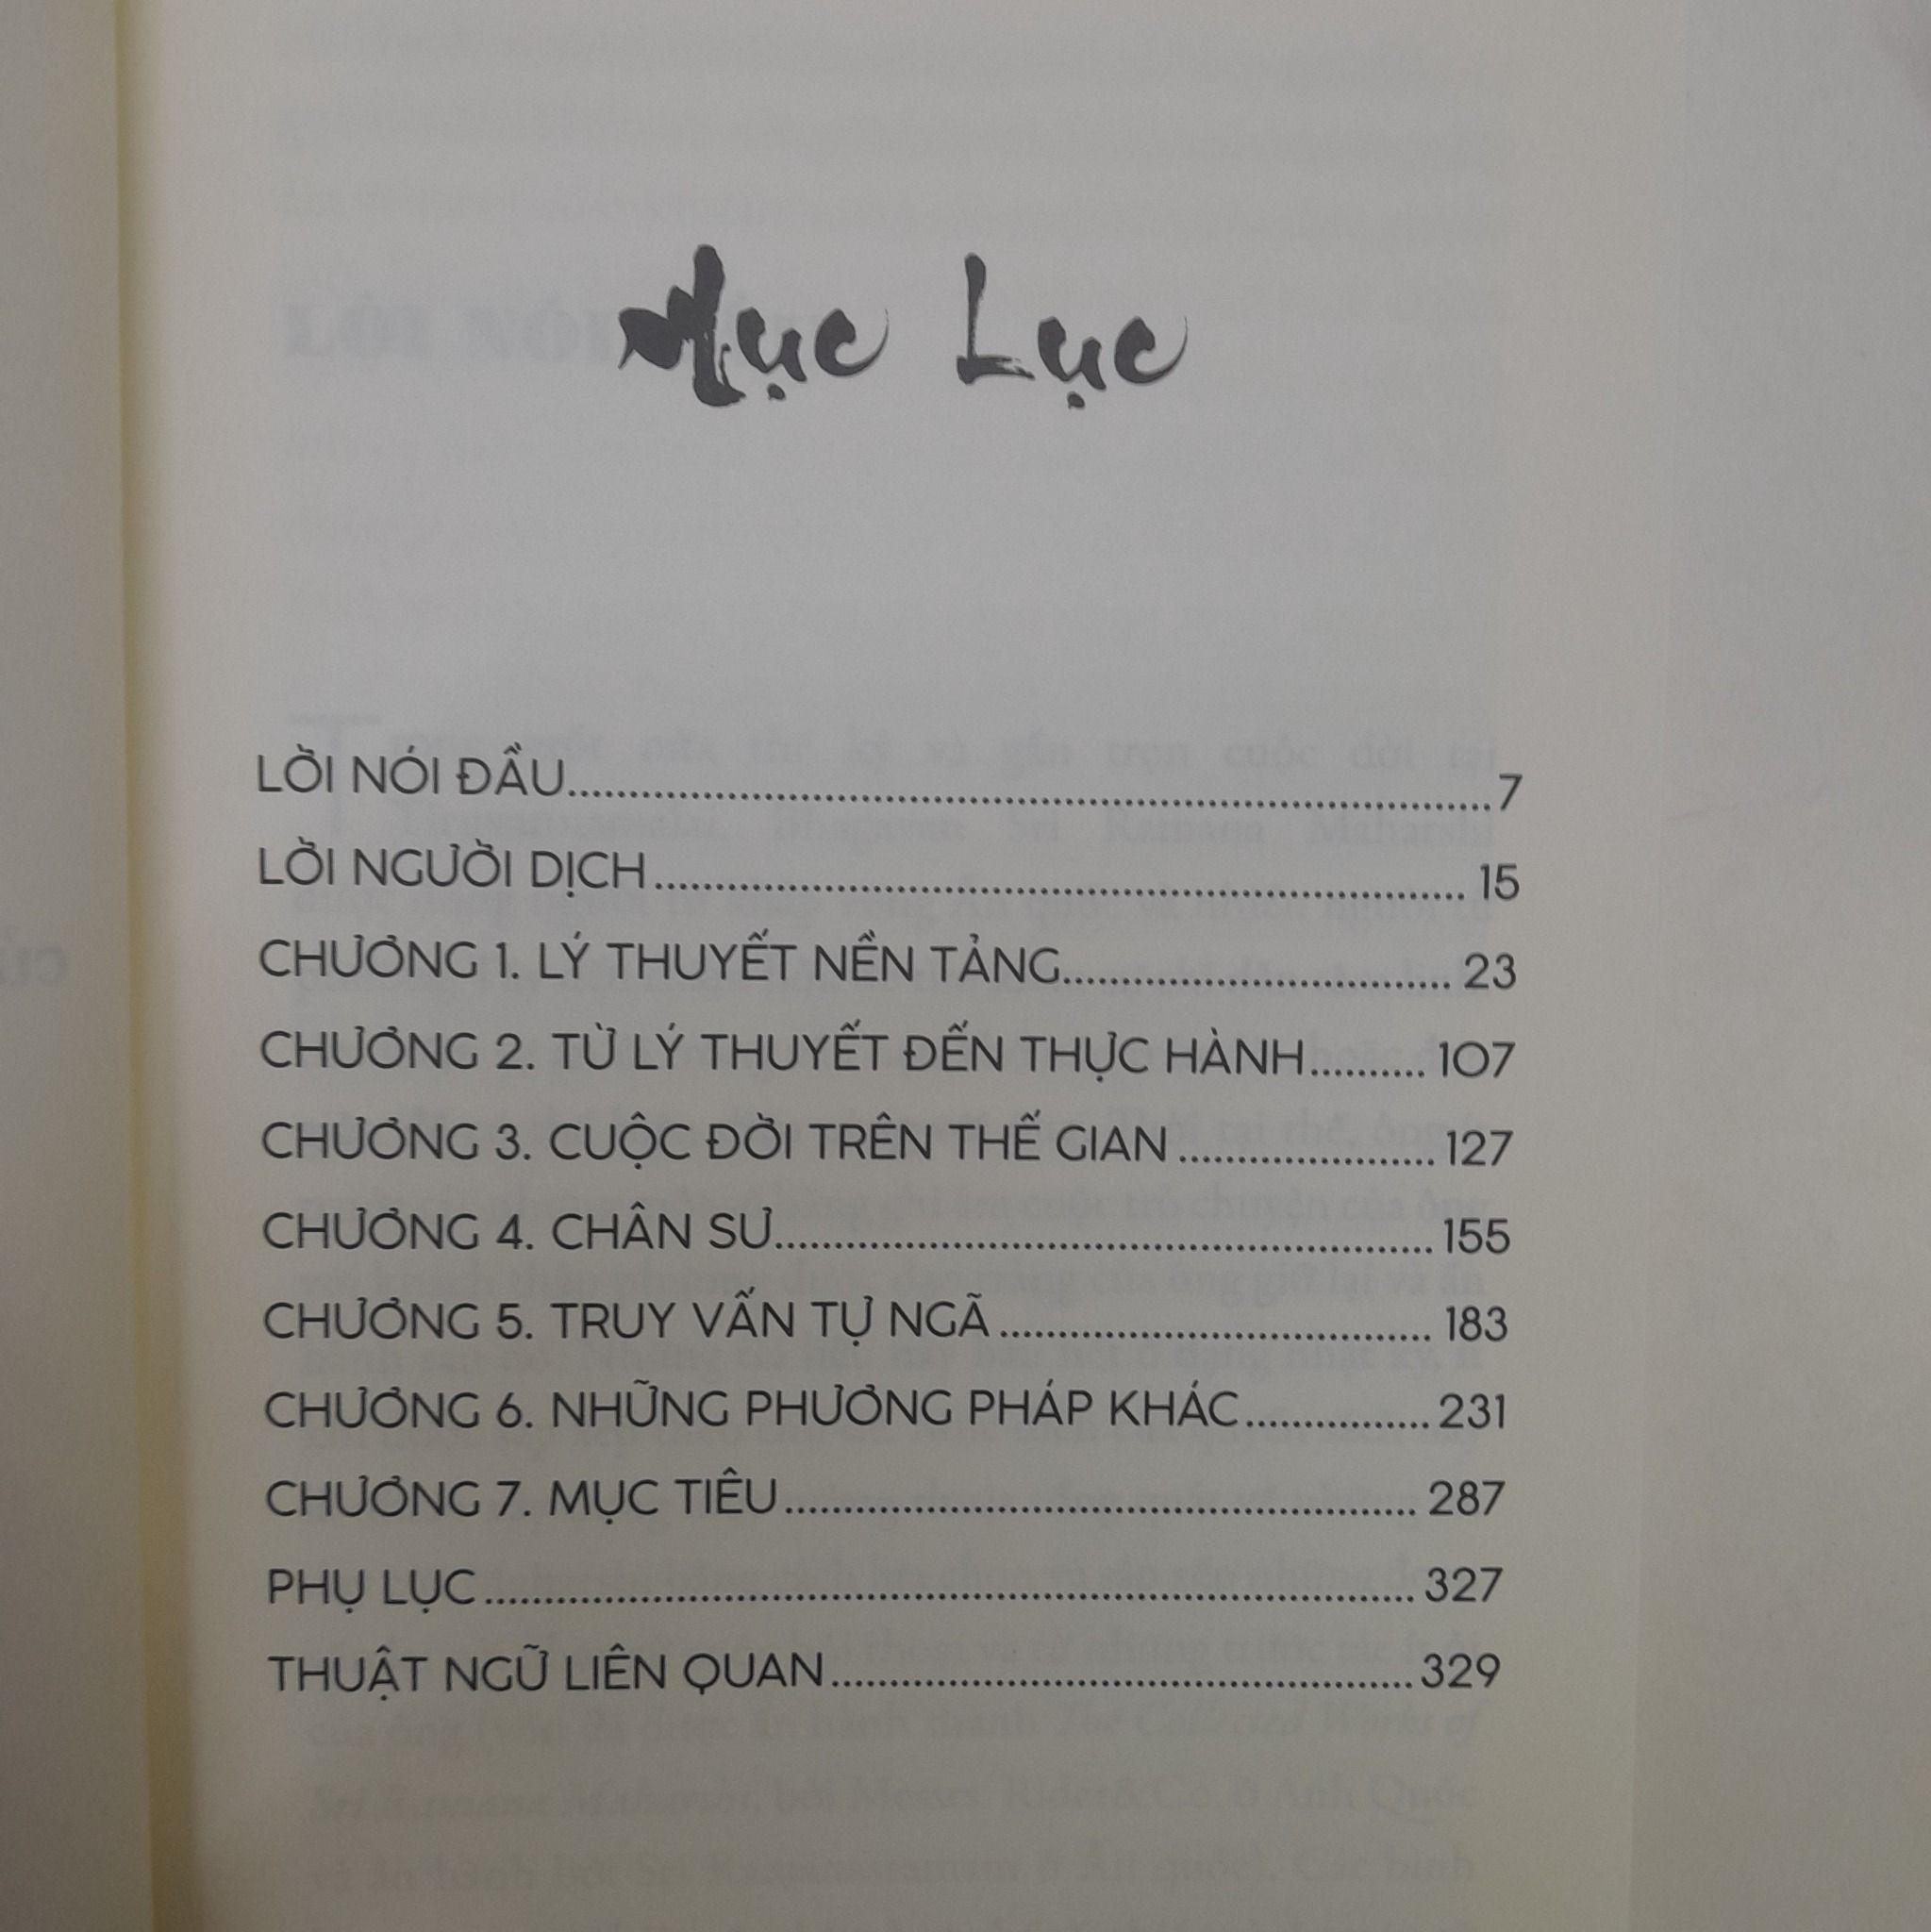 Mục Lục
LỜI NÓI ĐẦU........................................7
LỜI NGƯỜI DỊCH........................................ 15
CHƯƠNG 1. LÝ THUYẾT NỀN TẢNG.............................. 23
CHƯƠNG 2. TỪ LÝ THUYẾT ĐẾN THỰC HÀNH.......... 107
CHƯƠNG 3. CUỘC ĐỜI TRÊN THẾ GIAN ......................127
CHƯƠNG 4. CHÂN SƯ........................................ 155
CHƯƠNG 5. TRUY VẤN TỰ NGÃ .................................. 183
CHƯƠNG 6. NHỮNG PHƯƠNG PHÁP KHÁC................ 231
CHƯƠNG 7. MỤC TIÊU........................................ 287
PHỤ LỤC........................................ 327
THUẬT NGỮ LIÊN QUAN........................................329